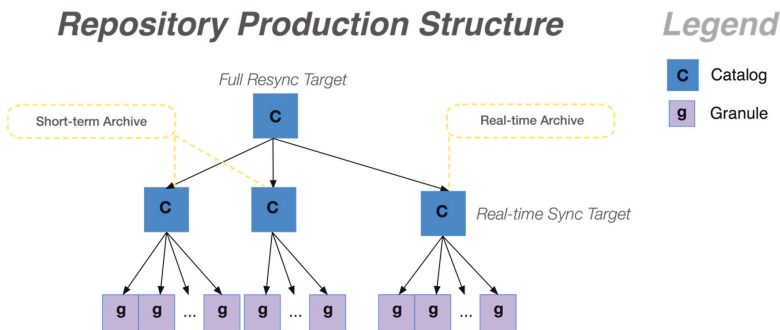 Repository Production Structure
Legend
Full Resync Target
C Catalog
g Granule
C
Short-term Archive
Real-time Archive
C
C
C
Real-time Sync Target
g g ... g g ... g g g ... g